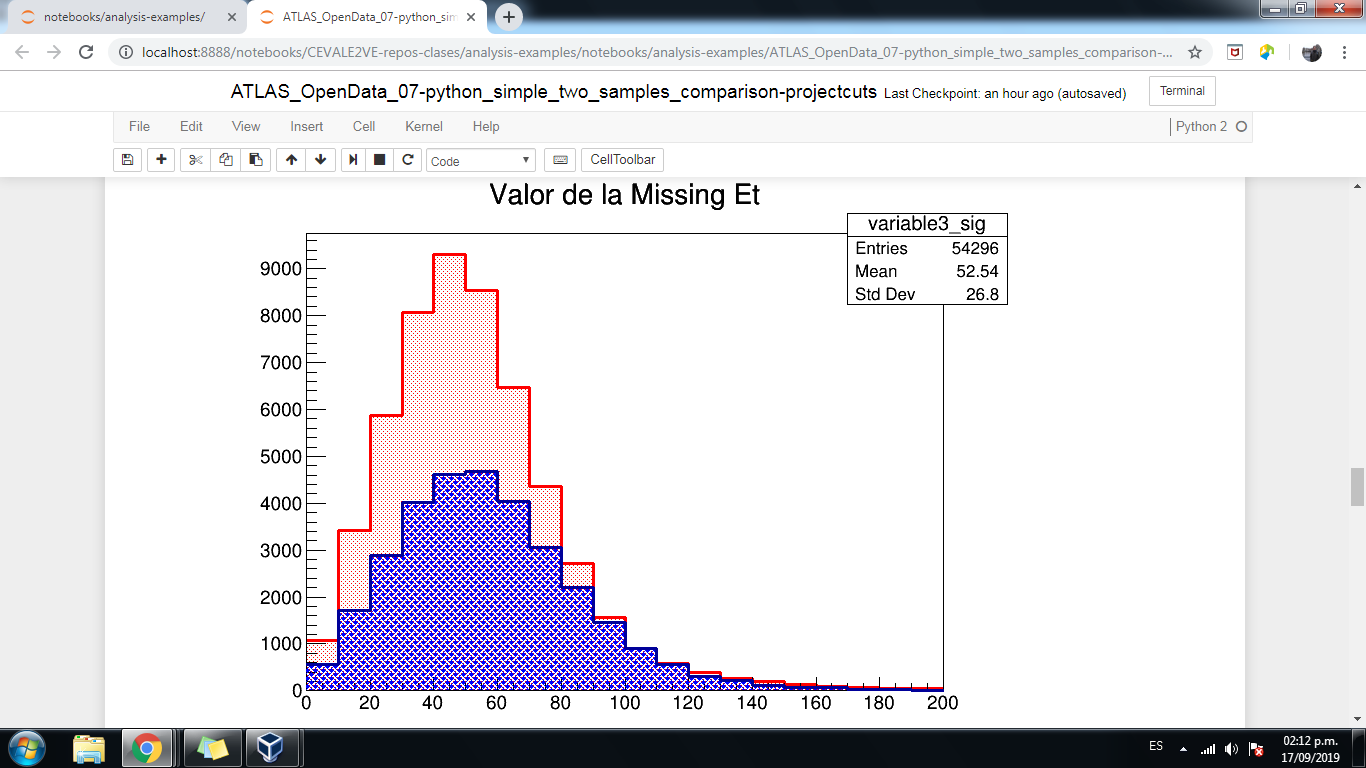 notebooks/analysis-examples/
ATLAS_OpenData_07-python_sim
localhost:8888/notebooks/CEVALE2VE-repos-clases/analysis-examples/notebooks/analysis-examples/ATLAS_OpenData_07-python_simple_two_samples_comparison-...
ATLAS_OpenData_07-python_simple_two_samples_comparison-projectcuts Last Checkpoint: an hour ago (autosaved)
Terminal
File Edit View Insert Cell Kernel Help
Python 2
Code
CellToolbar
Valor de la Missing Et
variable3_sig
Entries 54296
Mean 52.54
Std Dev 26.8
9000
8000
7000
6000
5000
4000
3000
2000
1000
0
0 20 40 60 80 100 120 140 160 180 200
ES
02:12 p.m.
17/09/2019